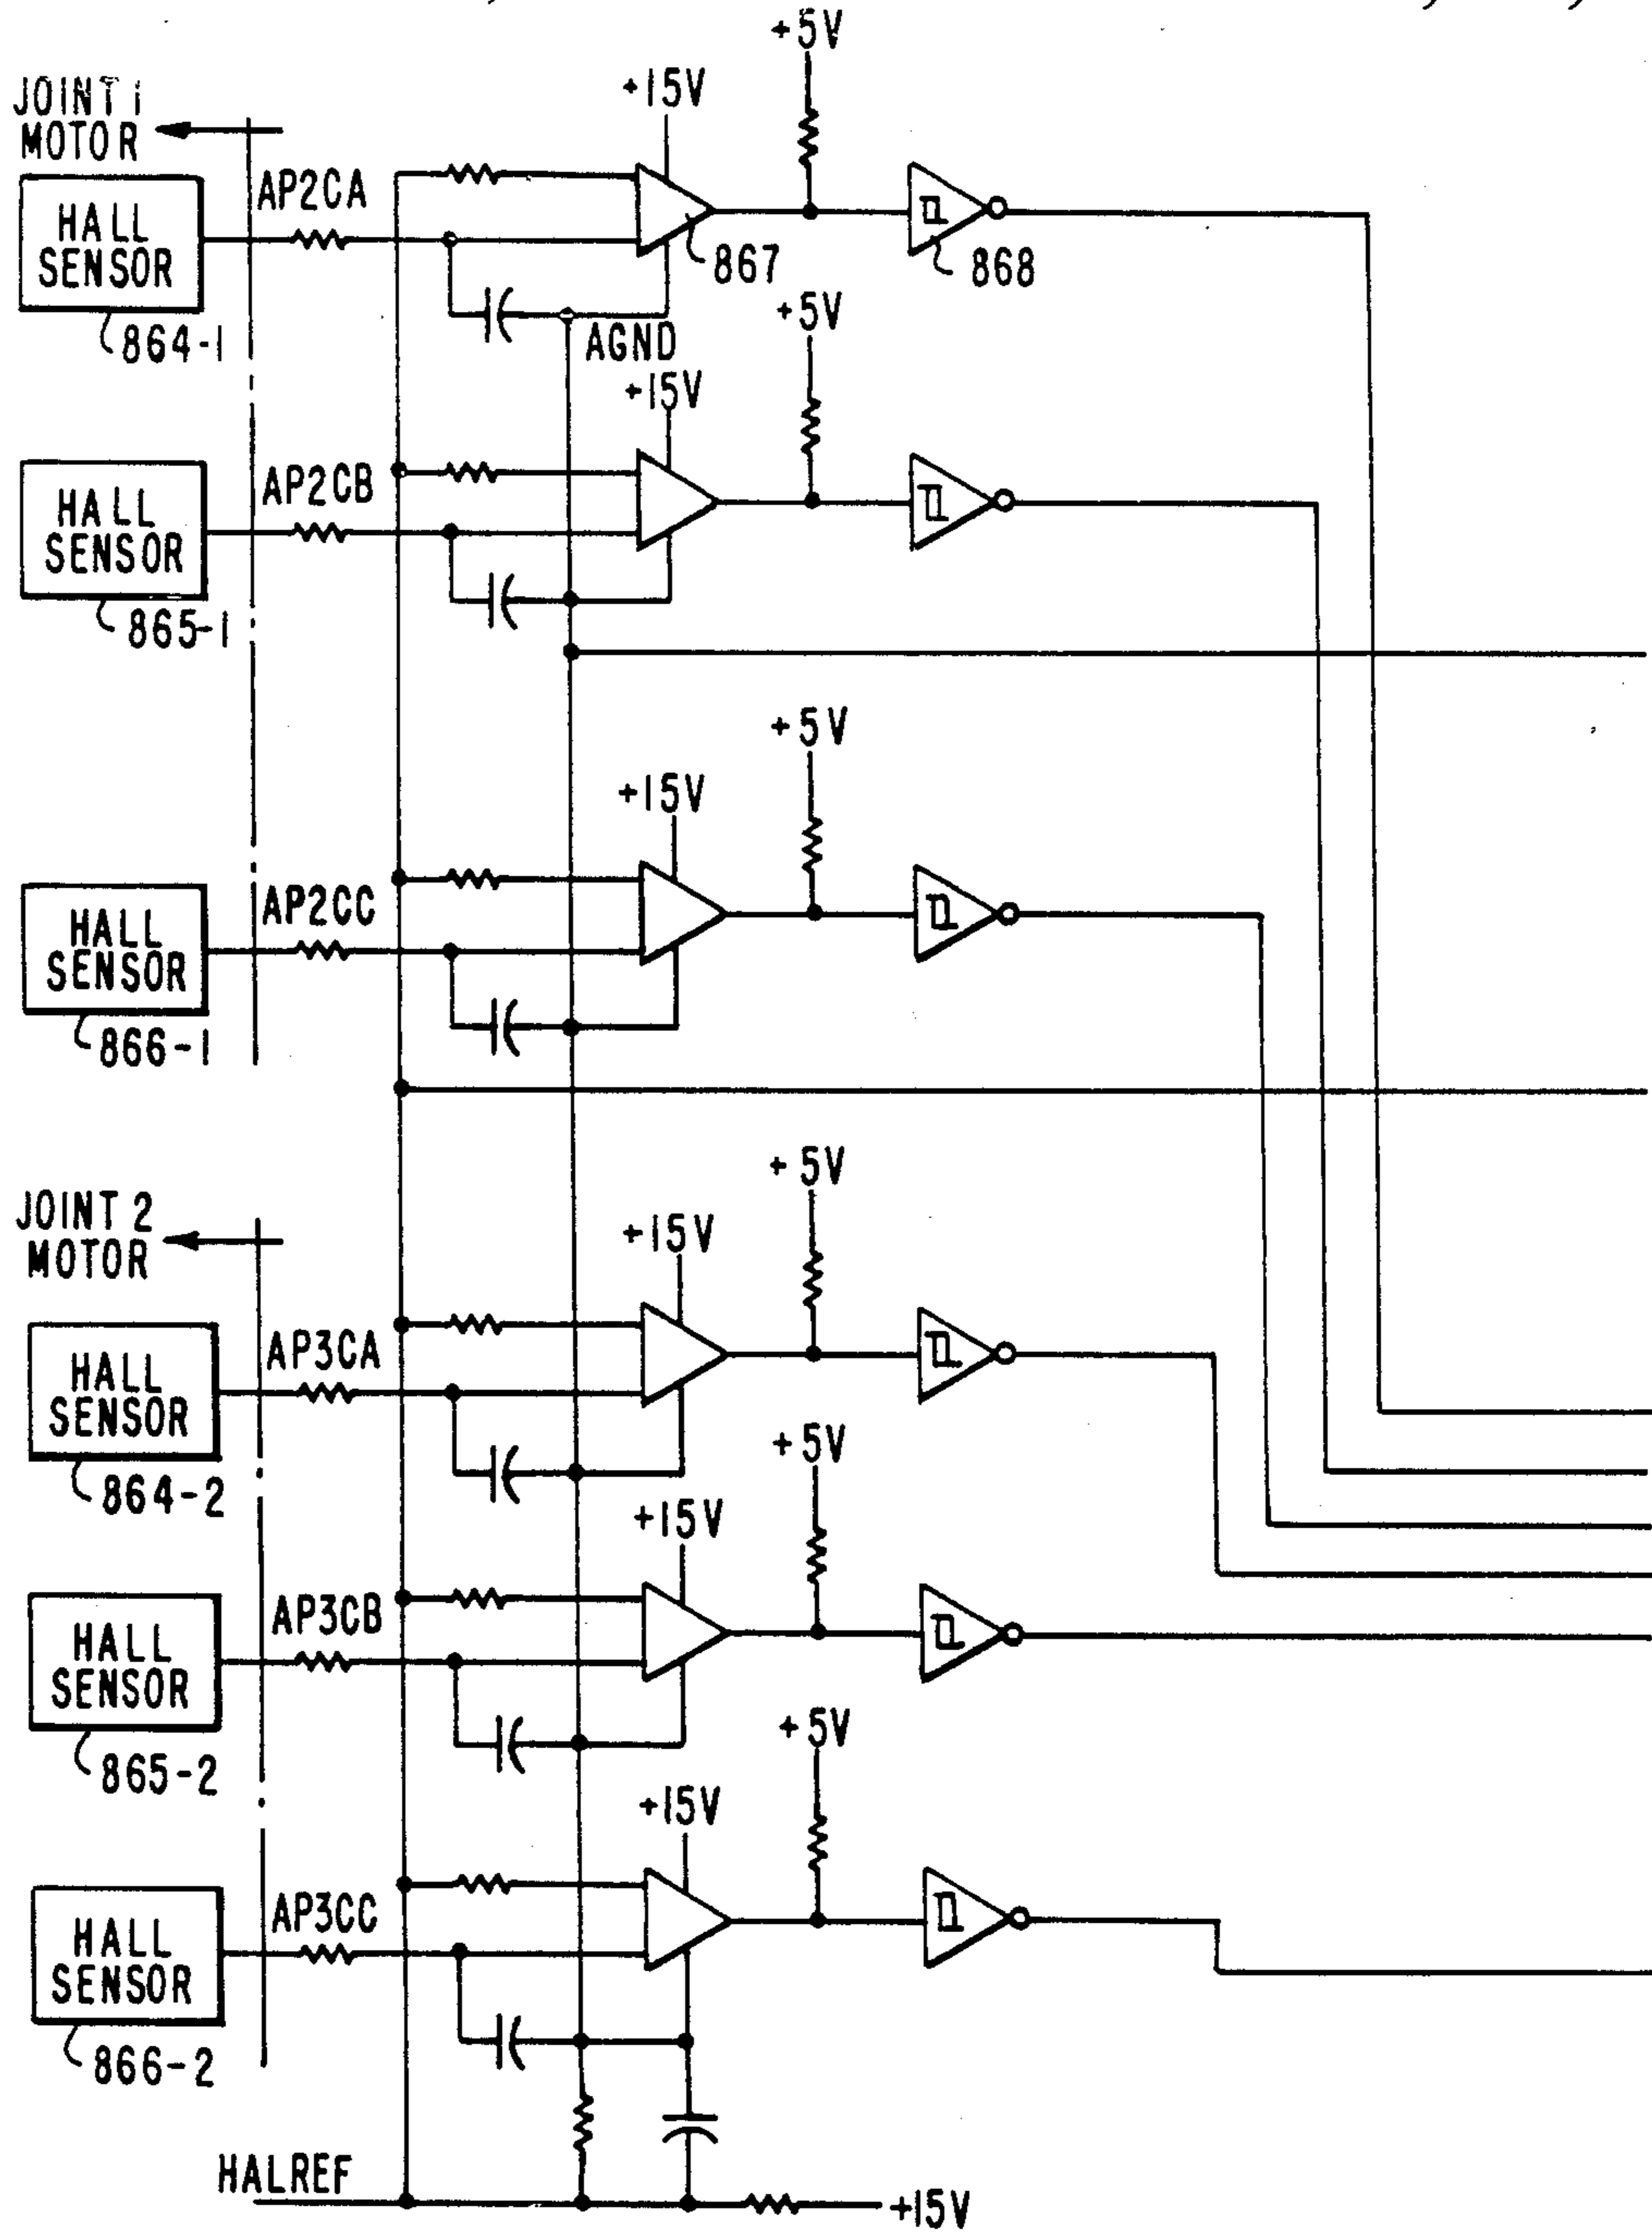 +5V
+15V
JOINT 1
MOTOR
AP2CA
HALL
SENSOR
864-1
867
868
AGND
+5V
+15V
AP2CB
HALL
SENSOR
865-1
+5V
+15V
AP2CC
HALL
SENSOR
866-1
+5V
JOINT 2
MOTOR
+15V
AP3CA
HALL
SENSOR
864-2
+5V
+15V
AP3CB
HALL
SENSOR
865-2
+5V
+15V
AP3CC
HALL
SENSOR
866-2
HALREF
+15V